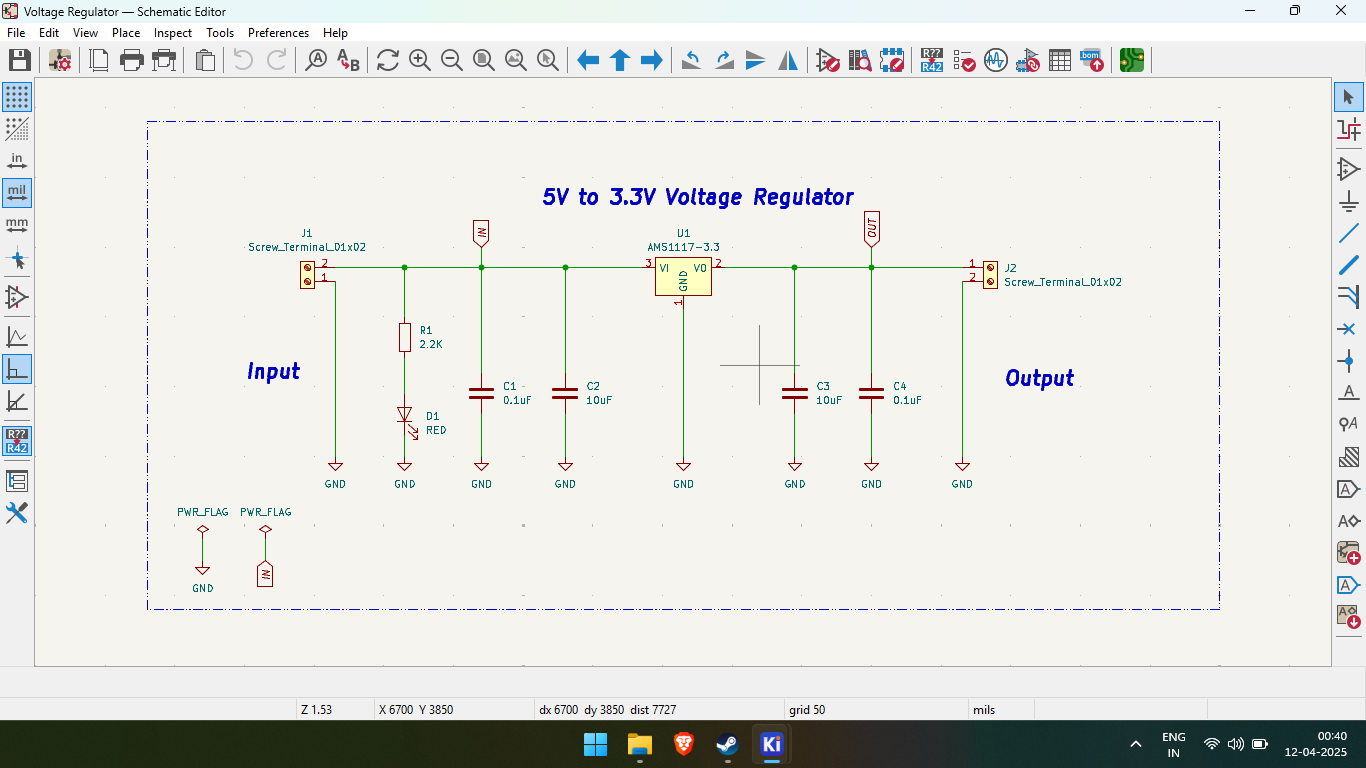 Voltage Regulator — Schematic Editor
File Edit View Place Inspect Tools Preferences Help
R??
R42
bom
in
mil
mm
R??
R42
5V to 3.3V Voltage Regulator
J1
Screw_Terminal_01x02
IN
U1
AMS1117-3.3
OUT
2
1
3
VI
VO
GND
2
1
1
2
J2
Screw_Terminal_01x02
R1
2.2K
Input
Output
C1
0.1uF
C2
10uF
C3
10uF
C4
0.1uF
D1
RED
GND
GND
GND
GND
GND
GND
GND
GND
PWR_FLAG
PWR_FLAG
GND
IN
Z 1.53
X 6700 Y 3850
dx 6700 dy 3850 dist 7727
grid 50
mils
Ki
ENG
IN
00:40
12-04-2025